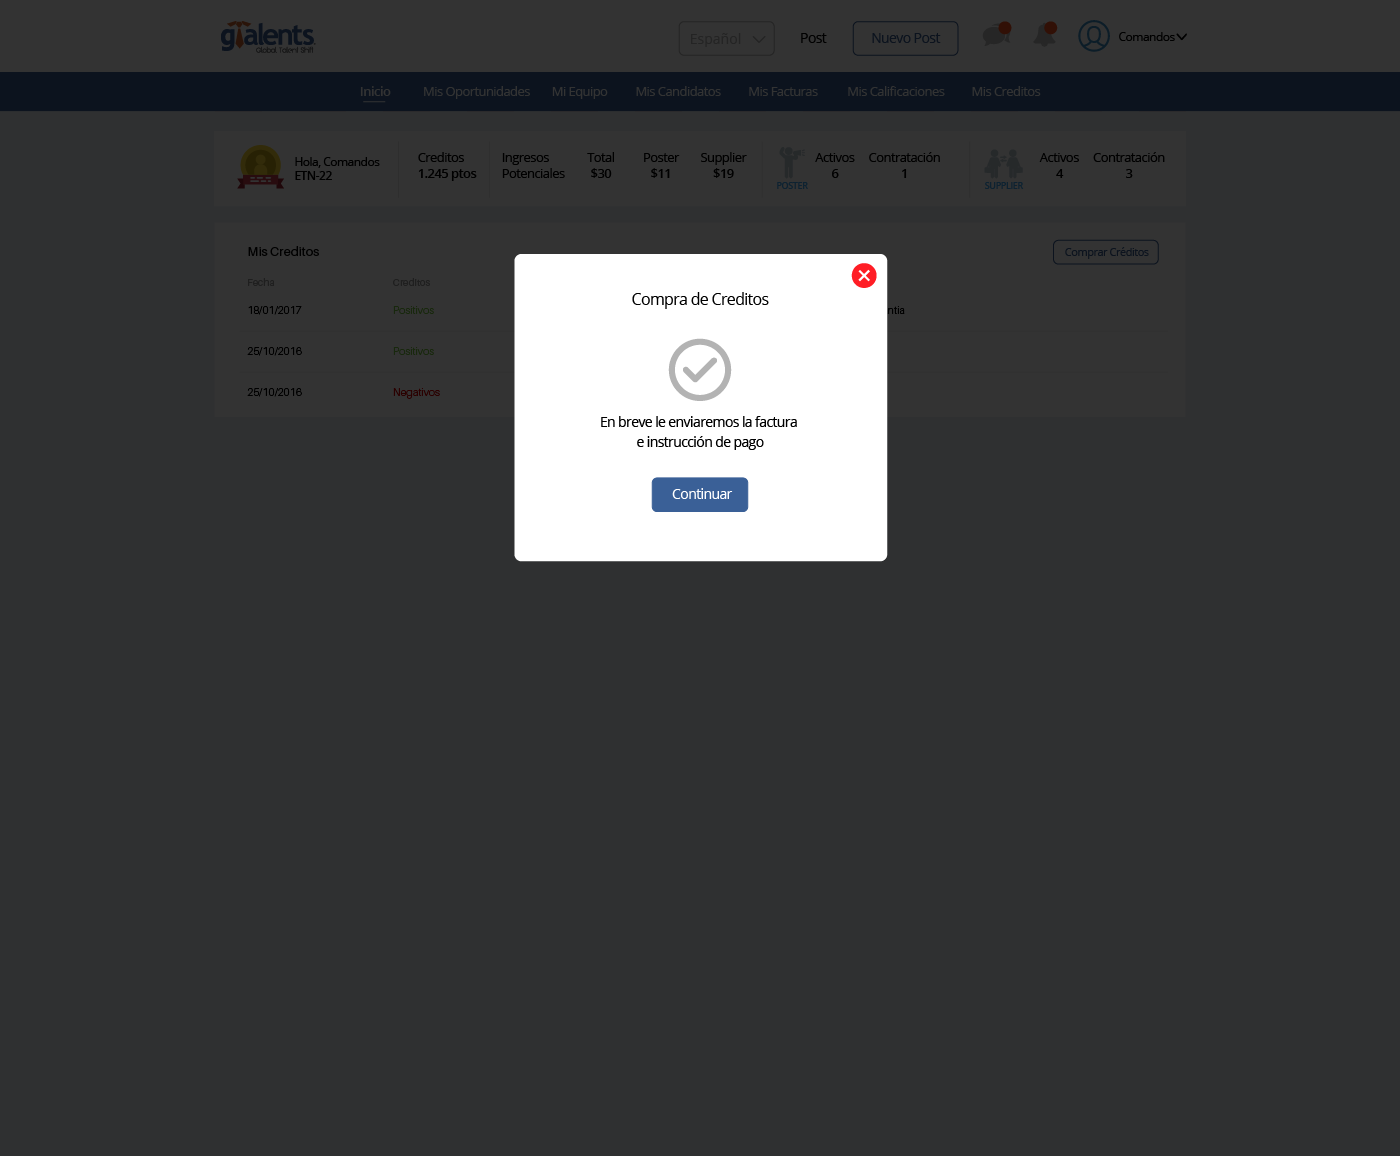 gtalents
Global Talent Shift
Español
Post
Nuevo Post
Comandos
Inicio
Mis Oportunidades
Mi Equipo
Mis Candidatos
Mis Facturas
Mis Calificaciones
Mis Creditos
Hola, Comandos
ETN-22
Creditos
1.245 ptos
Ingresos
Potenciales
Total
$30
Poster
$11
Supplier
$19
POSTER
Activos
6
Contratación
1
SUPPLIER
Activos
4
Contratación
3
Mis Creditos
Comprar Créditos
Fecha
Creditos
18/01/2017
Positivos
ntia
25/10/2016
Positivos
25/10/2016
Negativos
Compra de Creditos
En breve le enviaremos la factura
e instrucción de pago
Continuar